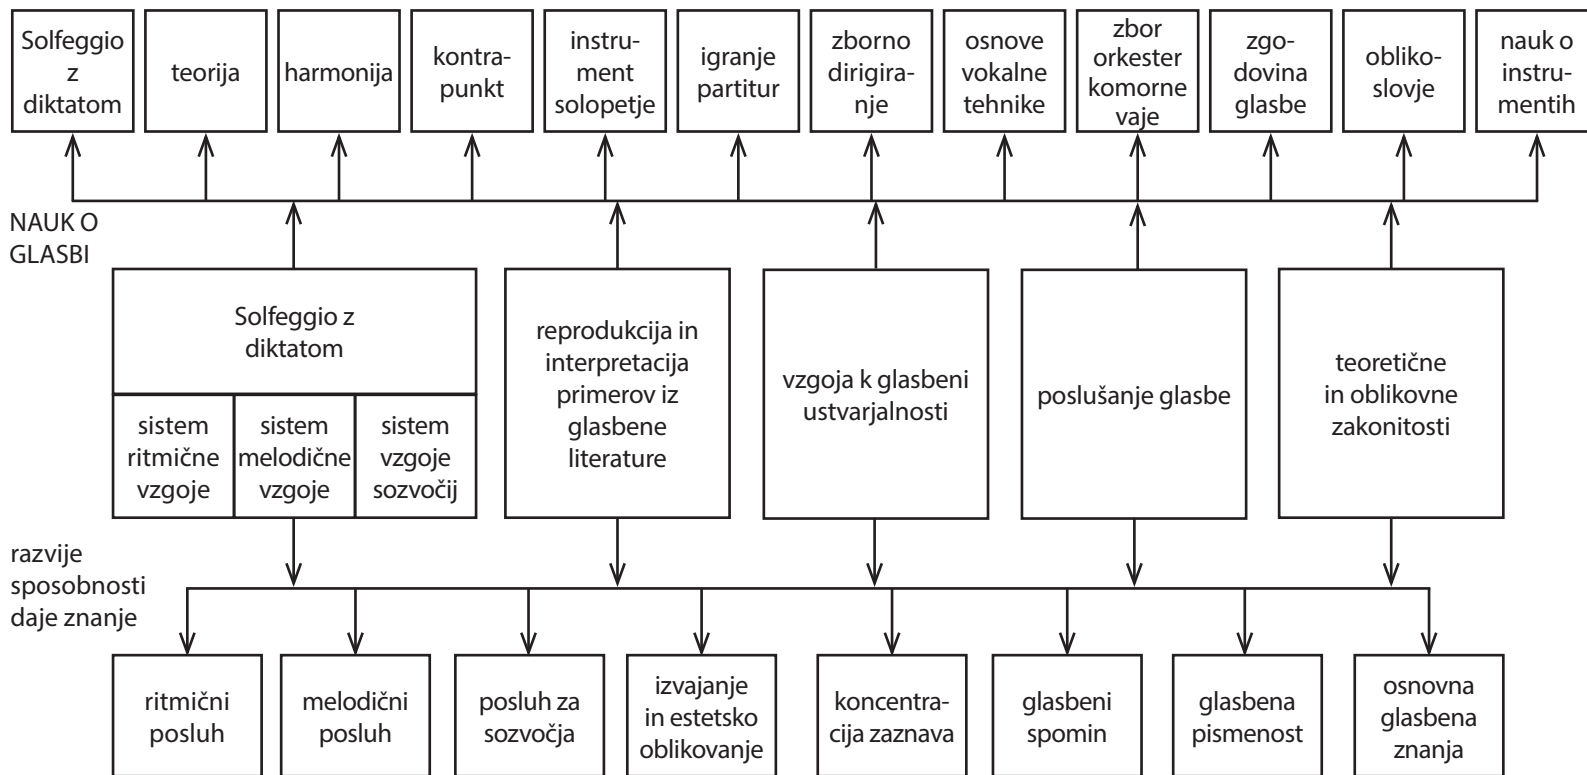 Solfeggio
z
diktatom
teorija
harmonija
kontra-
punkt
instru-
ment
solopetje
igranje
partitur
zborno
dirigira-
nje
osnove
vokalne
tehnike
zbor
orkester
komorne
vaje
zgo-
dovina
glasbe
obliko-
slovje
nauk o
instru-
mentih
NAUK O
GLASBI
Solfeggio z
diktatom
sistem
ritmične
vzgoje
sistem
melodične
vzgoje
sistem
vzgoje
sozvočij
reprodukcija in
interpretacija
primerov iz
glasbene
literature
vzgoja k glasbeni
ustvarjalnosti
poslušanje glasbe
teoretične
in oblikovne
zakonitosti
razvije
sposobnosti
daje znanje
ritmični
posluh
melodični
posluh
posluh za
sozvočja
izvajanje
in estetsko
oblikovanje
koncentra-
cija zaznava
glasbeni
spomin
glasbena
pismenost
osnovna
glasbena
znanja